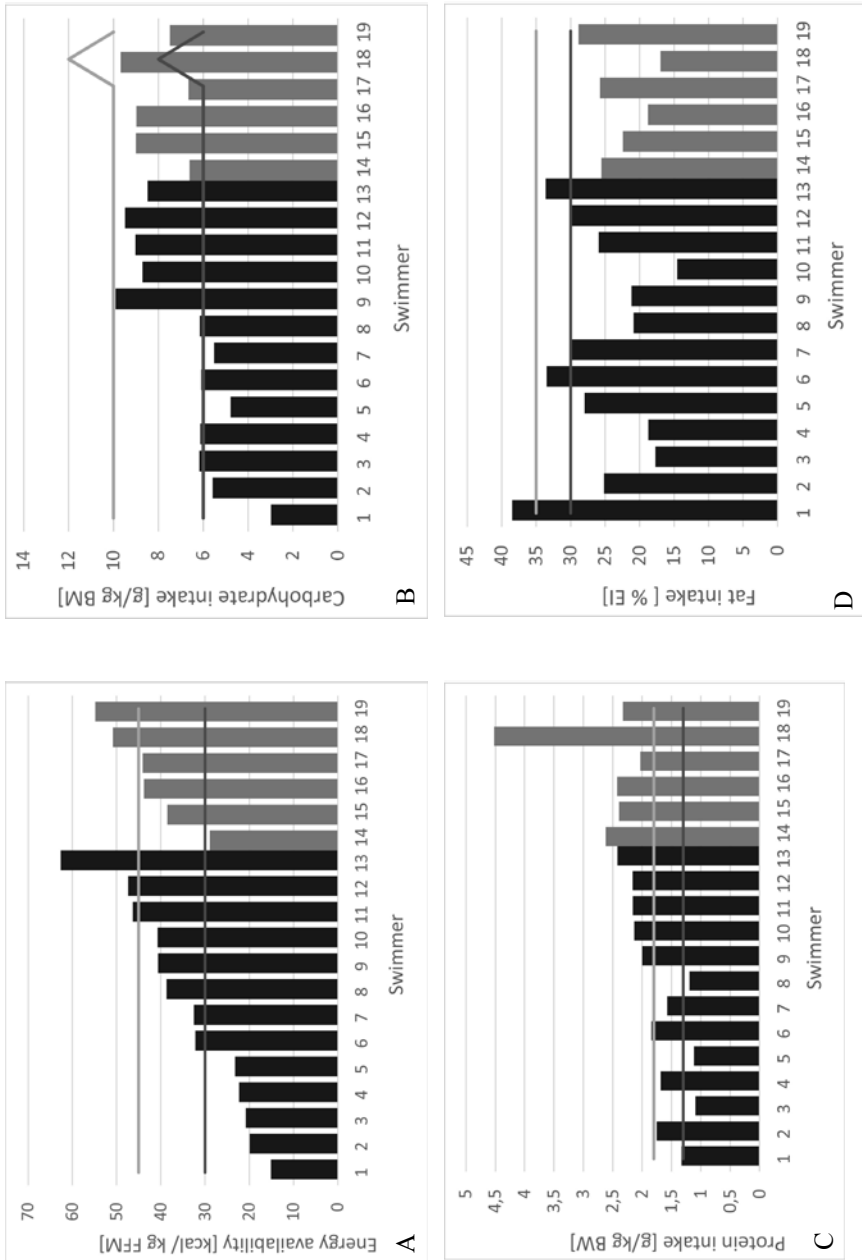 A
Energy availability [kcal/ kg FFM]
70
60
50
40
30
20
10
0
1 2 3 4 5 6 7 8 9 10 11 12 13 14 15 16 17 18 19
Swimmer
B
Carbohydrate intake [g/kg BM]
14
12
10
8
6
4
2
0
1 2 3 4 5 6 7 8 9 10 11 12 13 14 15 16 17 18 19
Swimmer
C
Protein intake [g/kg BW]
5
4,5
4
3,5
3
2,5
2
1,5
1
0,5
0
1 2 3 4 5 6 7 8 9 10 11 12 13 14 15 16 17 18 19
Swimmer
D
Fat intake [ % EI]
45
40
35
30
25
20
15
10
5
0
1 2 3 4 5 6 7 8 9 10 11 12 13 14 15 16 17 18 19
Swimmer